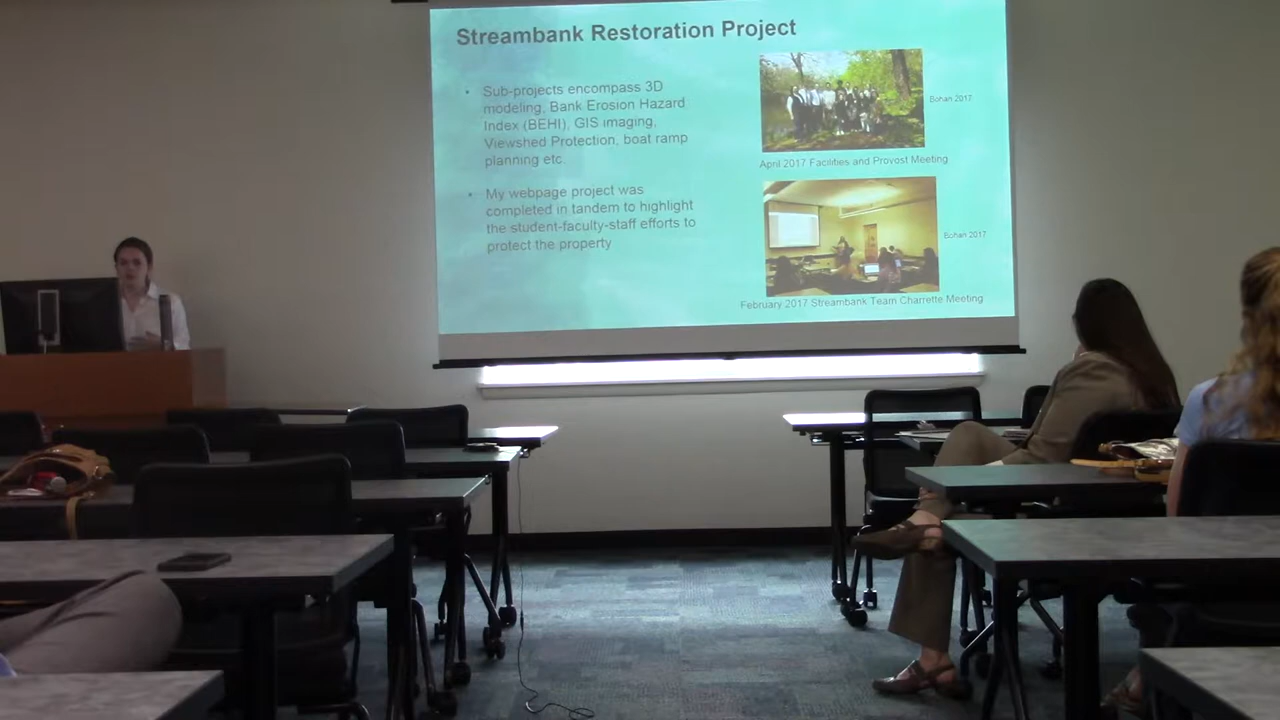 Streambank Restoration Project
• Sub-projects encompass 3D
modeling, Bank Erosion Hazard
Index (BEHI), GIS imaging,
Viewshed Protection, boat ramp
planning etc.
• My webpage project was
completed in tandem to highlight
the student-faculty-staff efforts to
protect the property
Bohan 2017
April 2017 Facilities and Provost Meeting
Bohan 2017
February 2017 Streambank Team Charrette Meeting